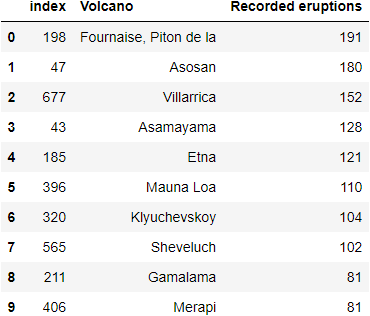 index Volcano Recorded eruptions
0 198 Fournaise, Piton de la 191
1 47 Asosan 180
2 677 Villarrica 152
3 43 Asamayama 128
4 185 Etna 121
5 396 Mauna Loa 110
6 320 Klyuchevskoy 104
7 565 Sheveluch 102
8 211 Gamalama 81
9 406 Merapi 81